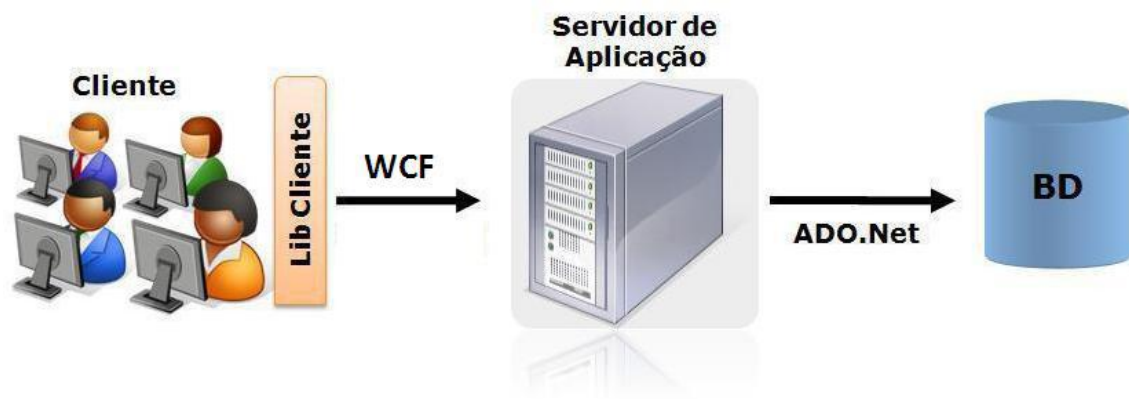 Cliente
Lib Cliente
WCF
Servidor de
Aplicação
ADO.Net
BD